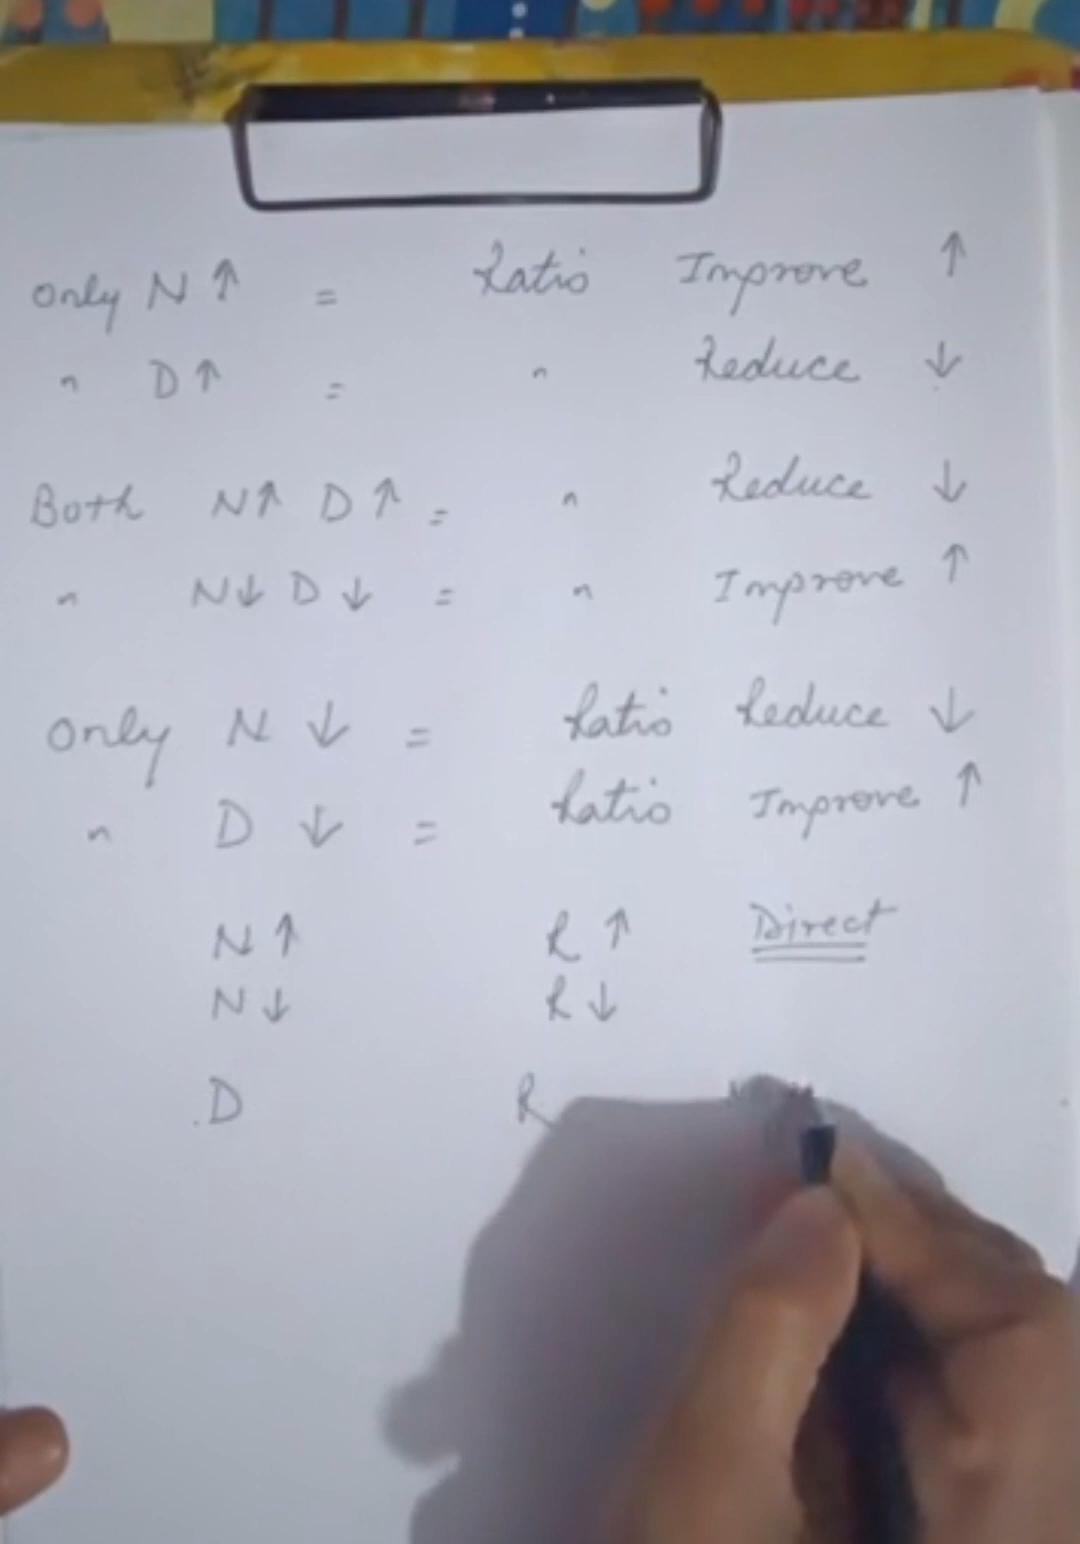 Only N ↑ = Ratio Improve ↑
" D ↑ = " Reduce ↓
Both N↑ D ↑ = " Reduce ↓
" N↓ D ↓ = " Improve ↑
Only N ↓ = Ratio Reduce ↓
" D ↓ = Ratio Improve ↑
N ↑ R ↑ Direct
N ↓ R ↓
D R